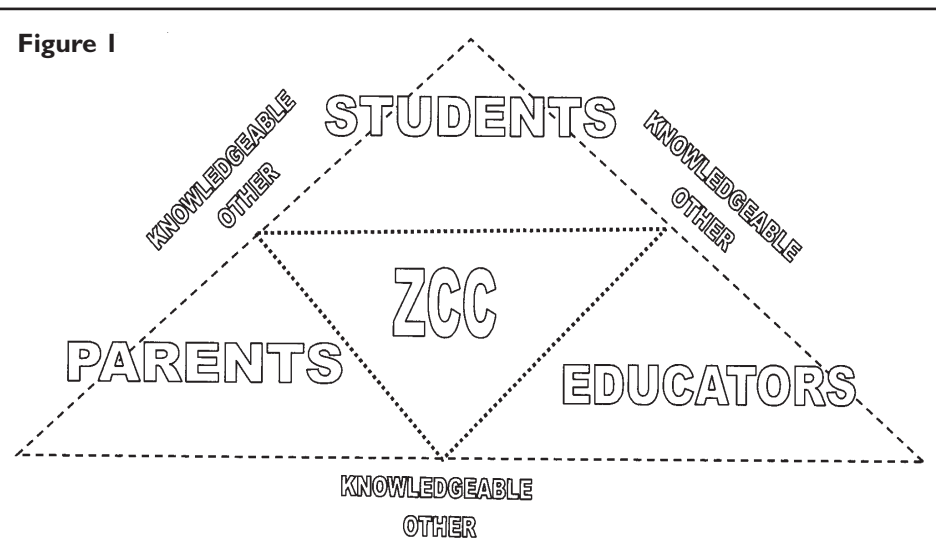 Figure 1
STUDENTS
KNOWLEDGEABLE
OTHER
KNOWLEDGEABLE
OTHER
ZCC
PARENTS
EDUCATORS
KNOWLEDGEABLE
OTHER